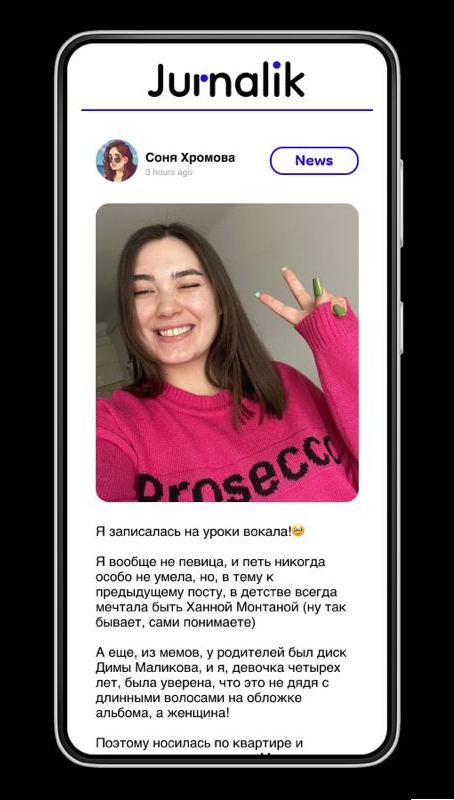 Jurnalik
Соня Хромова
3 hours ago
News
Prosecco
Я записалась на уроки вокала!🥹
Я вообще не певица, и петь никогда
особо не умела, но, в тему к
предыдущему посту, в детстве всегда
мечтала быть Ханной Монтаной (ну так
бывает, сами понимаете)
А еще, из мемов, у родителей был диск
Димы Маликова, и я, девочка четырех
лет, была уверена, что это не дядя с
длинными волосами на обложке
альбома, а женщина!
Поэтому носилась по квартире и